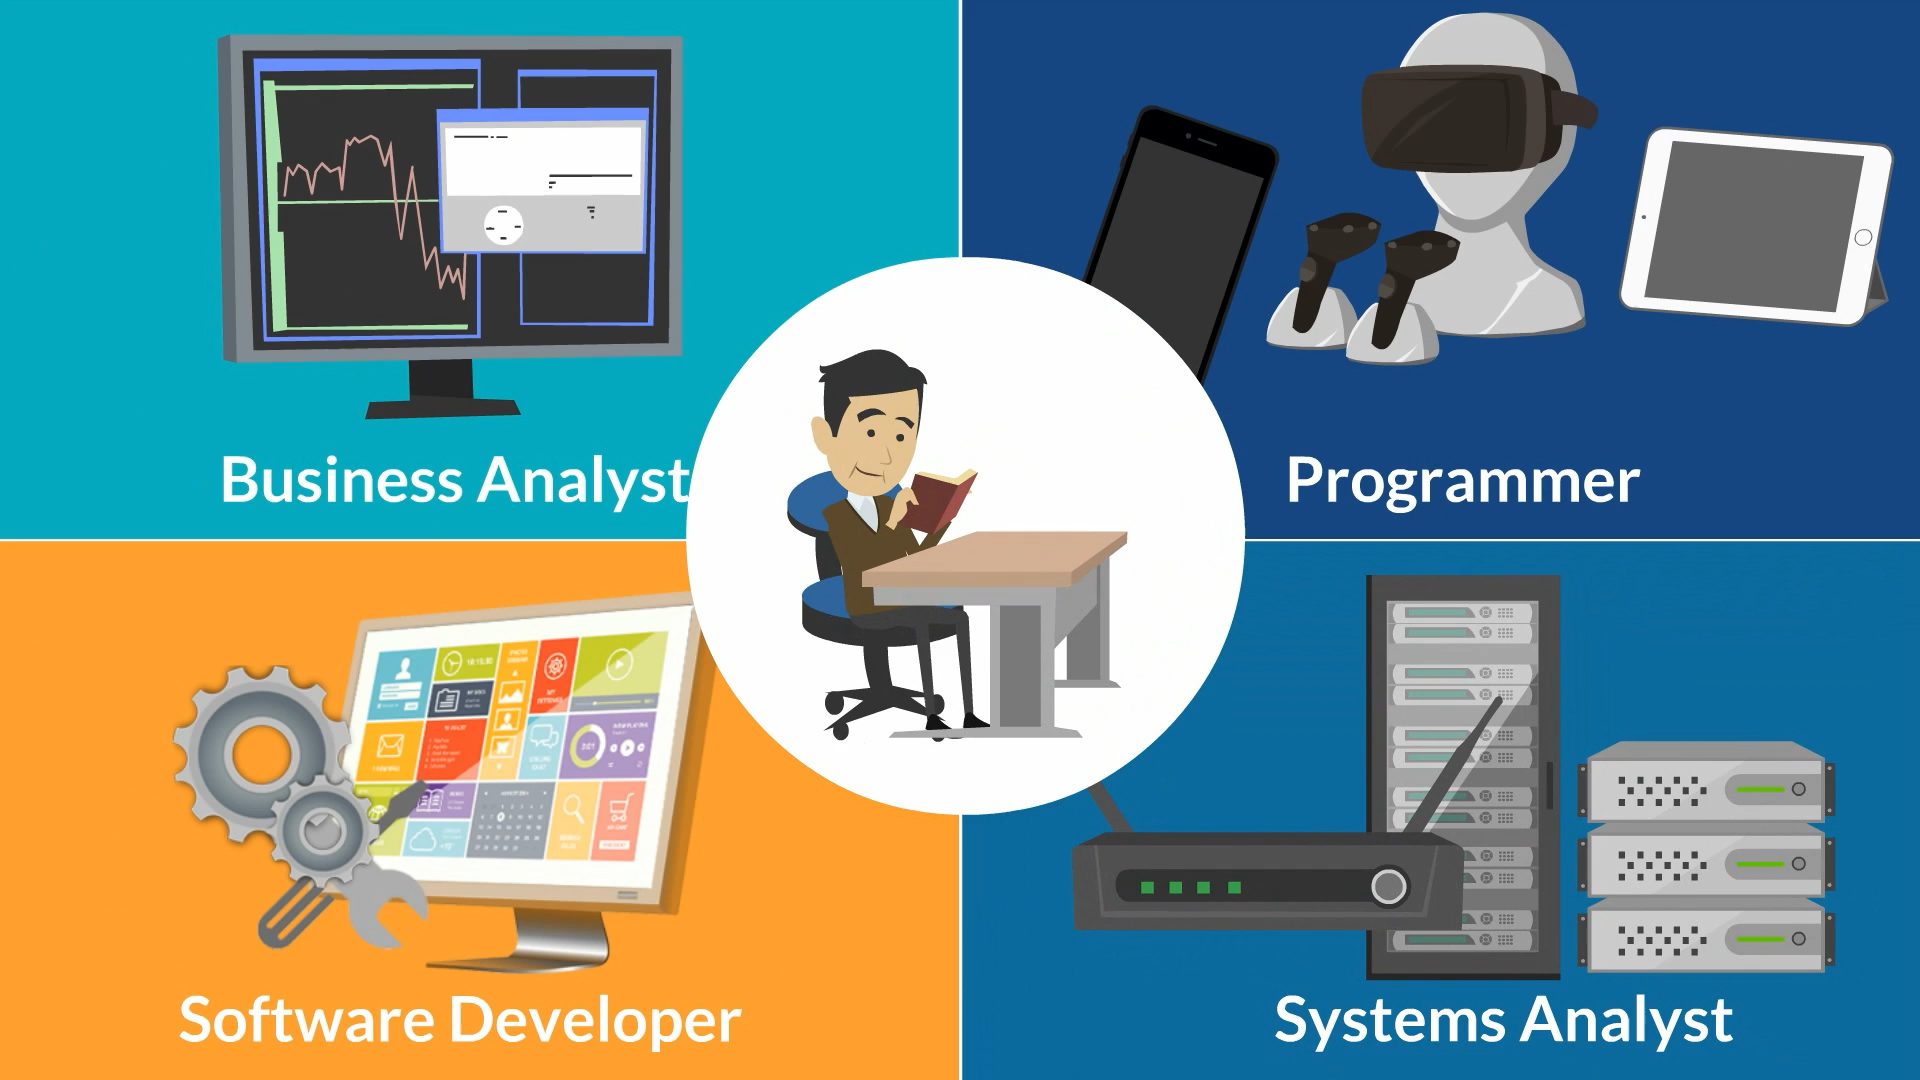 Business Analyst
Programmer
Software Developer
Systems Analyst